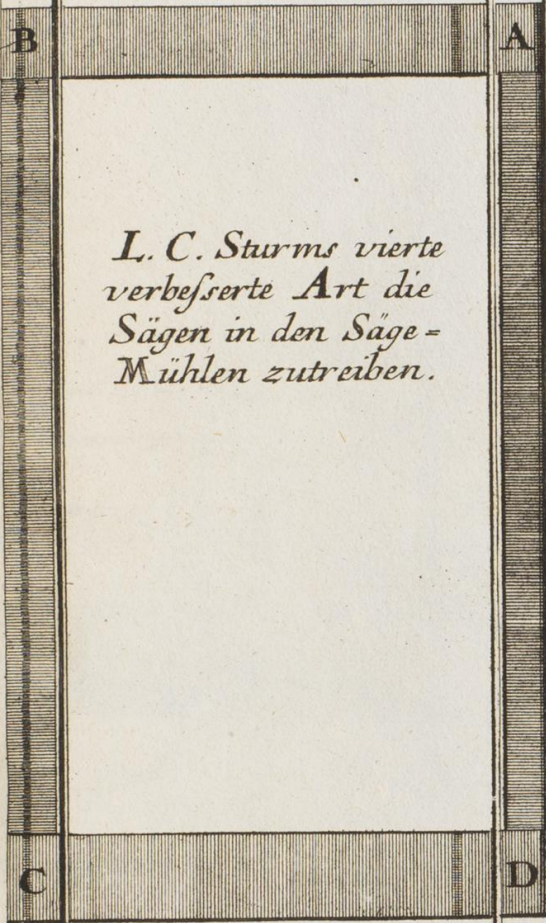 B A
L. C. Sturms vierte
verbeſserte Art die
Sägen in den Säge=
Mühlen zutreiben.
C D